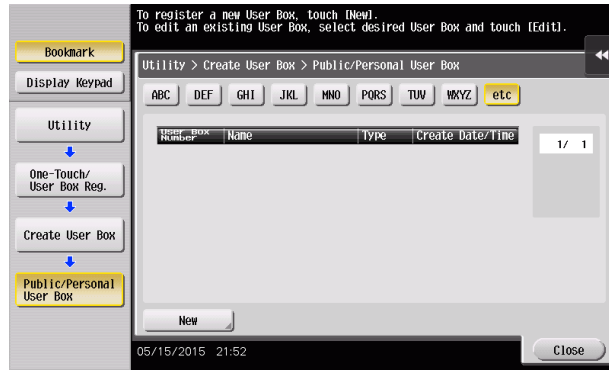 To register a new User Box, touch [New].
To edit an existing User Box, select desired User Box and touch [Edit].
Bookmark
Display Keypad
Utility
One-Touch/
User Box Reg.
Create User Box
Public/Personal
User Box
Utility > Create User Box > Public/Personal User Box
ABC DEF GHI JKL MNO PQRS TUV WXYZ etc
User Box
Number Name Type Create Date/Time
1/ 1
New
05/15/2015 21:52
Close